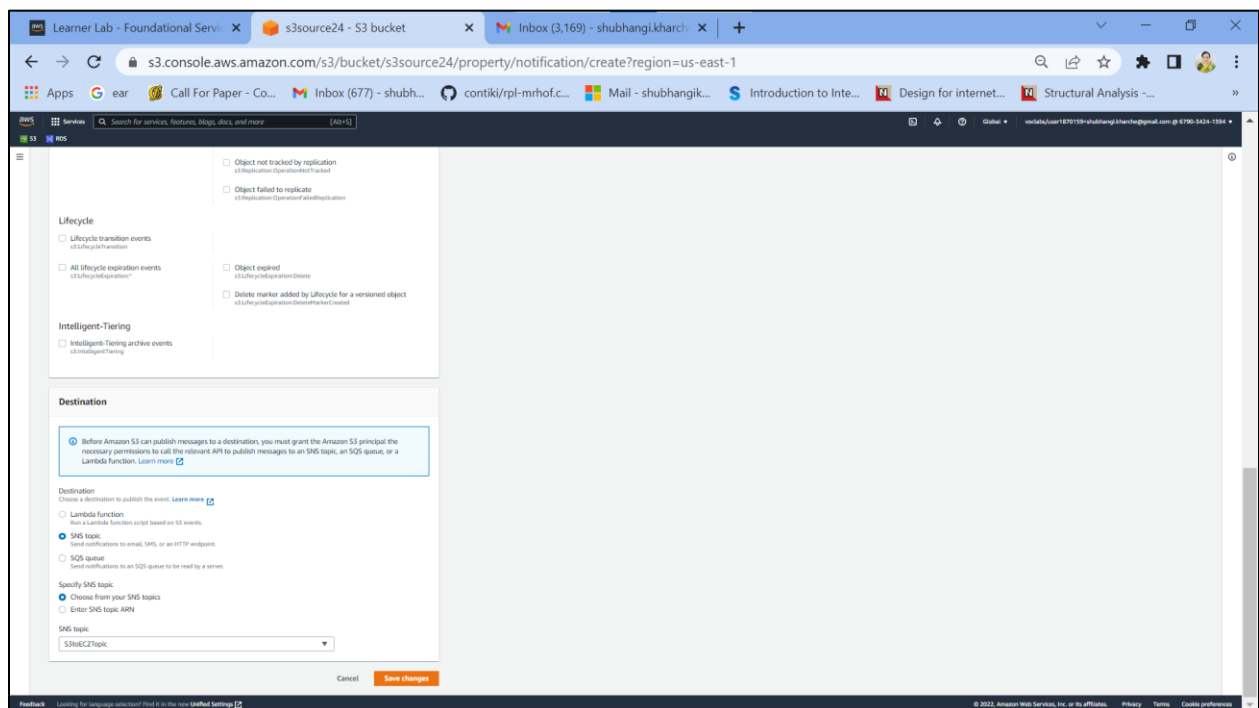 Learner Lab - Foundational Servic
s3source24 - S3 bucket
Inbox (3,169) - shubhangi.kharch
s3.console.aws.amazon.com/s3/bucket/s3source24/property/notification/create?region=us-east-1
Apps
ear
Call For Paper - Co...
Inbox (677) - shubh...
contiki/rpl-mrhof.c...
Mail - shubhangik...
Introduction to Inte...
Design for internet...
Structural Analysis -...
aws
Services
Search for services, features, blogs, docs, and more
[Alt+S]
Global
voclabs/user1870159=shubhangi.kharche@gmail.com @ 6790-3424-1394
S3
RDS
Object not tracked by replication
s3:Replication:OperationNotTracked
Object failed to replicate
s3:Replication:OperationFailedReplication
Lifecycle
Lifecycle transition events
s3:LifecycleTransition
All lifecycle expiration events
s3:LifecycleExpiration:*
Object expired
s3:LifecycleExpiration:Delete
Delete marker added by Lifecycle for a versioned object
s3:LifecycleExpiration:DeleteMarkerCreated
Intelligent-Tiering
Intelligent-Tiering archive events
s3:IntelligentTiering
Destination
Before Amazon S3 can publish messages to a destination, you must grant the Amazon S3 principal the
necessary permissions to call the relevant API to publish messages to an SNS topic, an SQS queue, or a
Lambda function. Learn more
Destination
Choose a destination to publish the event. Learn more
Lambda function
Run a Lambda function script based on S3 events.
SNS topic
Send notifications to email, SMS, or an HTTP endpoint.
SQS queue
Send notifications to an SQS queue to be read by a server.
Specify SNS topic
Choose from your SNS topics
Enter SNS topic ARN
SNS topic
S3toEC2Topic
Cancel
Save changes
Feedback
Looking for language selection? Find it in the new Unified Settings
© 2022, Amazon Web Services, Inc. or its affiliates.
Privacy
Terms
Cookie preferences